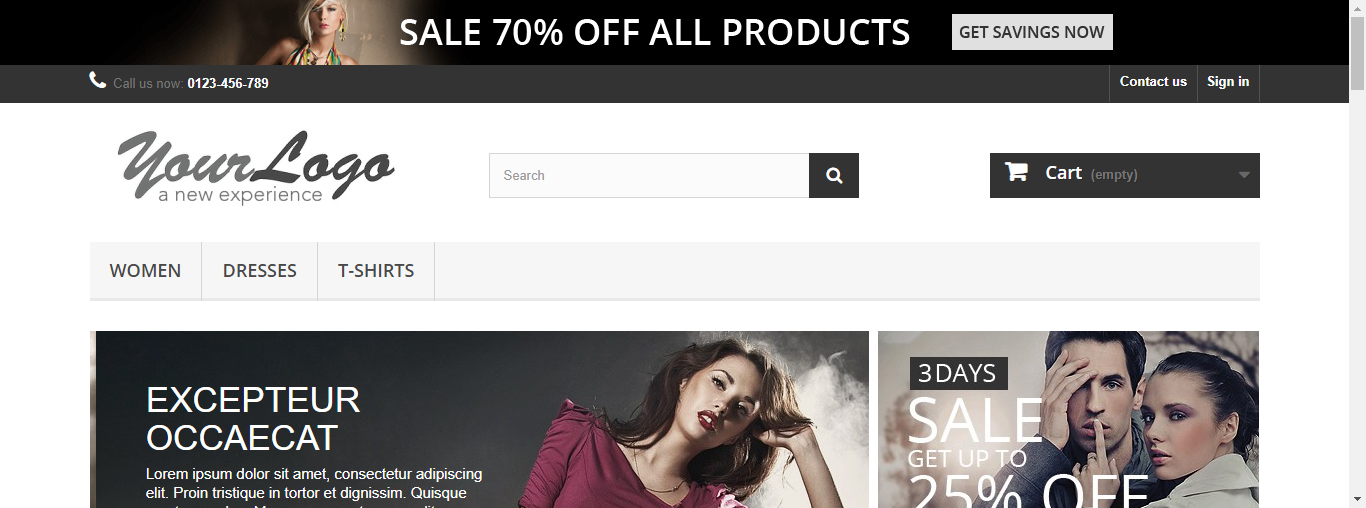 SALE 70% OFF ALL PRODUCTS GET SAVINGS NOW
Call us now: 0123-456-789 Contact us Sign in
YourLogo
a new experience
Search
Cart (empty)
WOMEN DRESSES T-SHIRTS
EXCEPTEUR
OCCAECAT
Lorem ipsum dolor sit amet, consectetur adipiscing
elit. Proin tristique in tortor et dignissim. Quisque
3 DAYS
SALE
GET UP TO
25% OFF